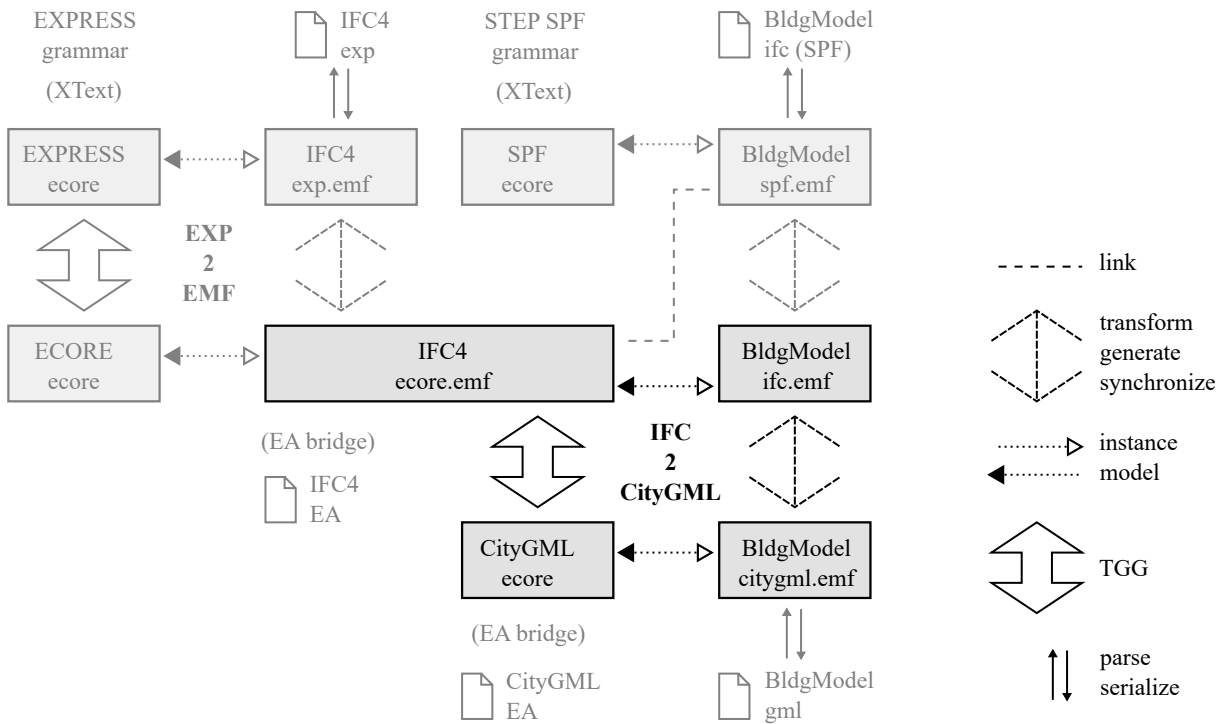 EXPRESS
grammar
(XText)
IFC4
exp
STEP SPF
grammar
(XText)
BldgModel
ifc (SPF)
EXPRESS
ecore
IFC4
exp.emf
SPF
ecore
BldgModel
spf.emf
EXP
2
EMF
ECORE
ecore
IFC4
ecore.emf
BldgModel
ifc.emf
(EA bridge)
IFC4
EA
IFC
2
CityGML
CityGML
ecore
BldgModel
citygml.emf
(EA bridge)
CityGML
EA
BldgModel
gml
link
transform
generate
synchronize
instance
model
TGG
parse
serialize